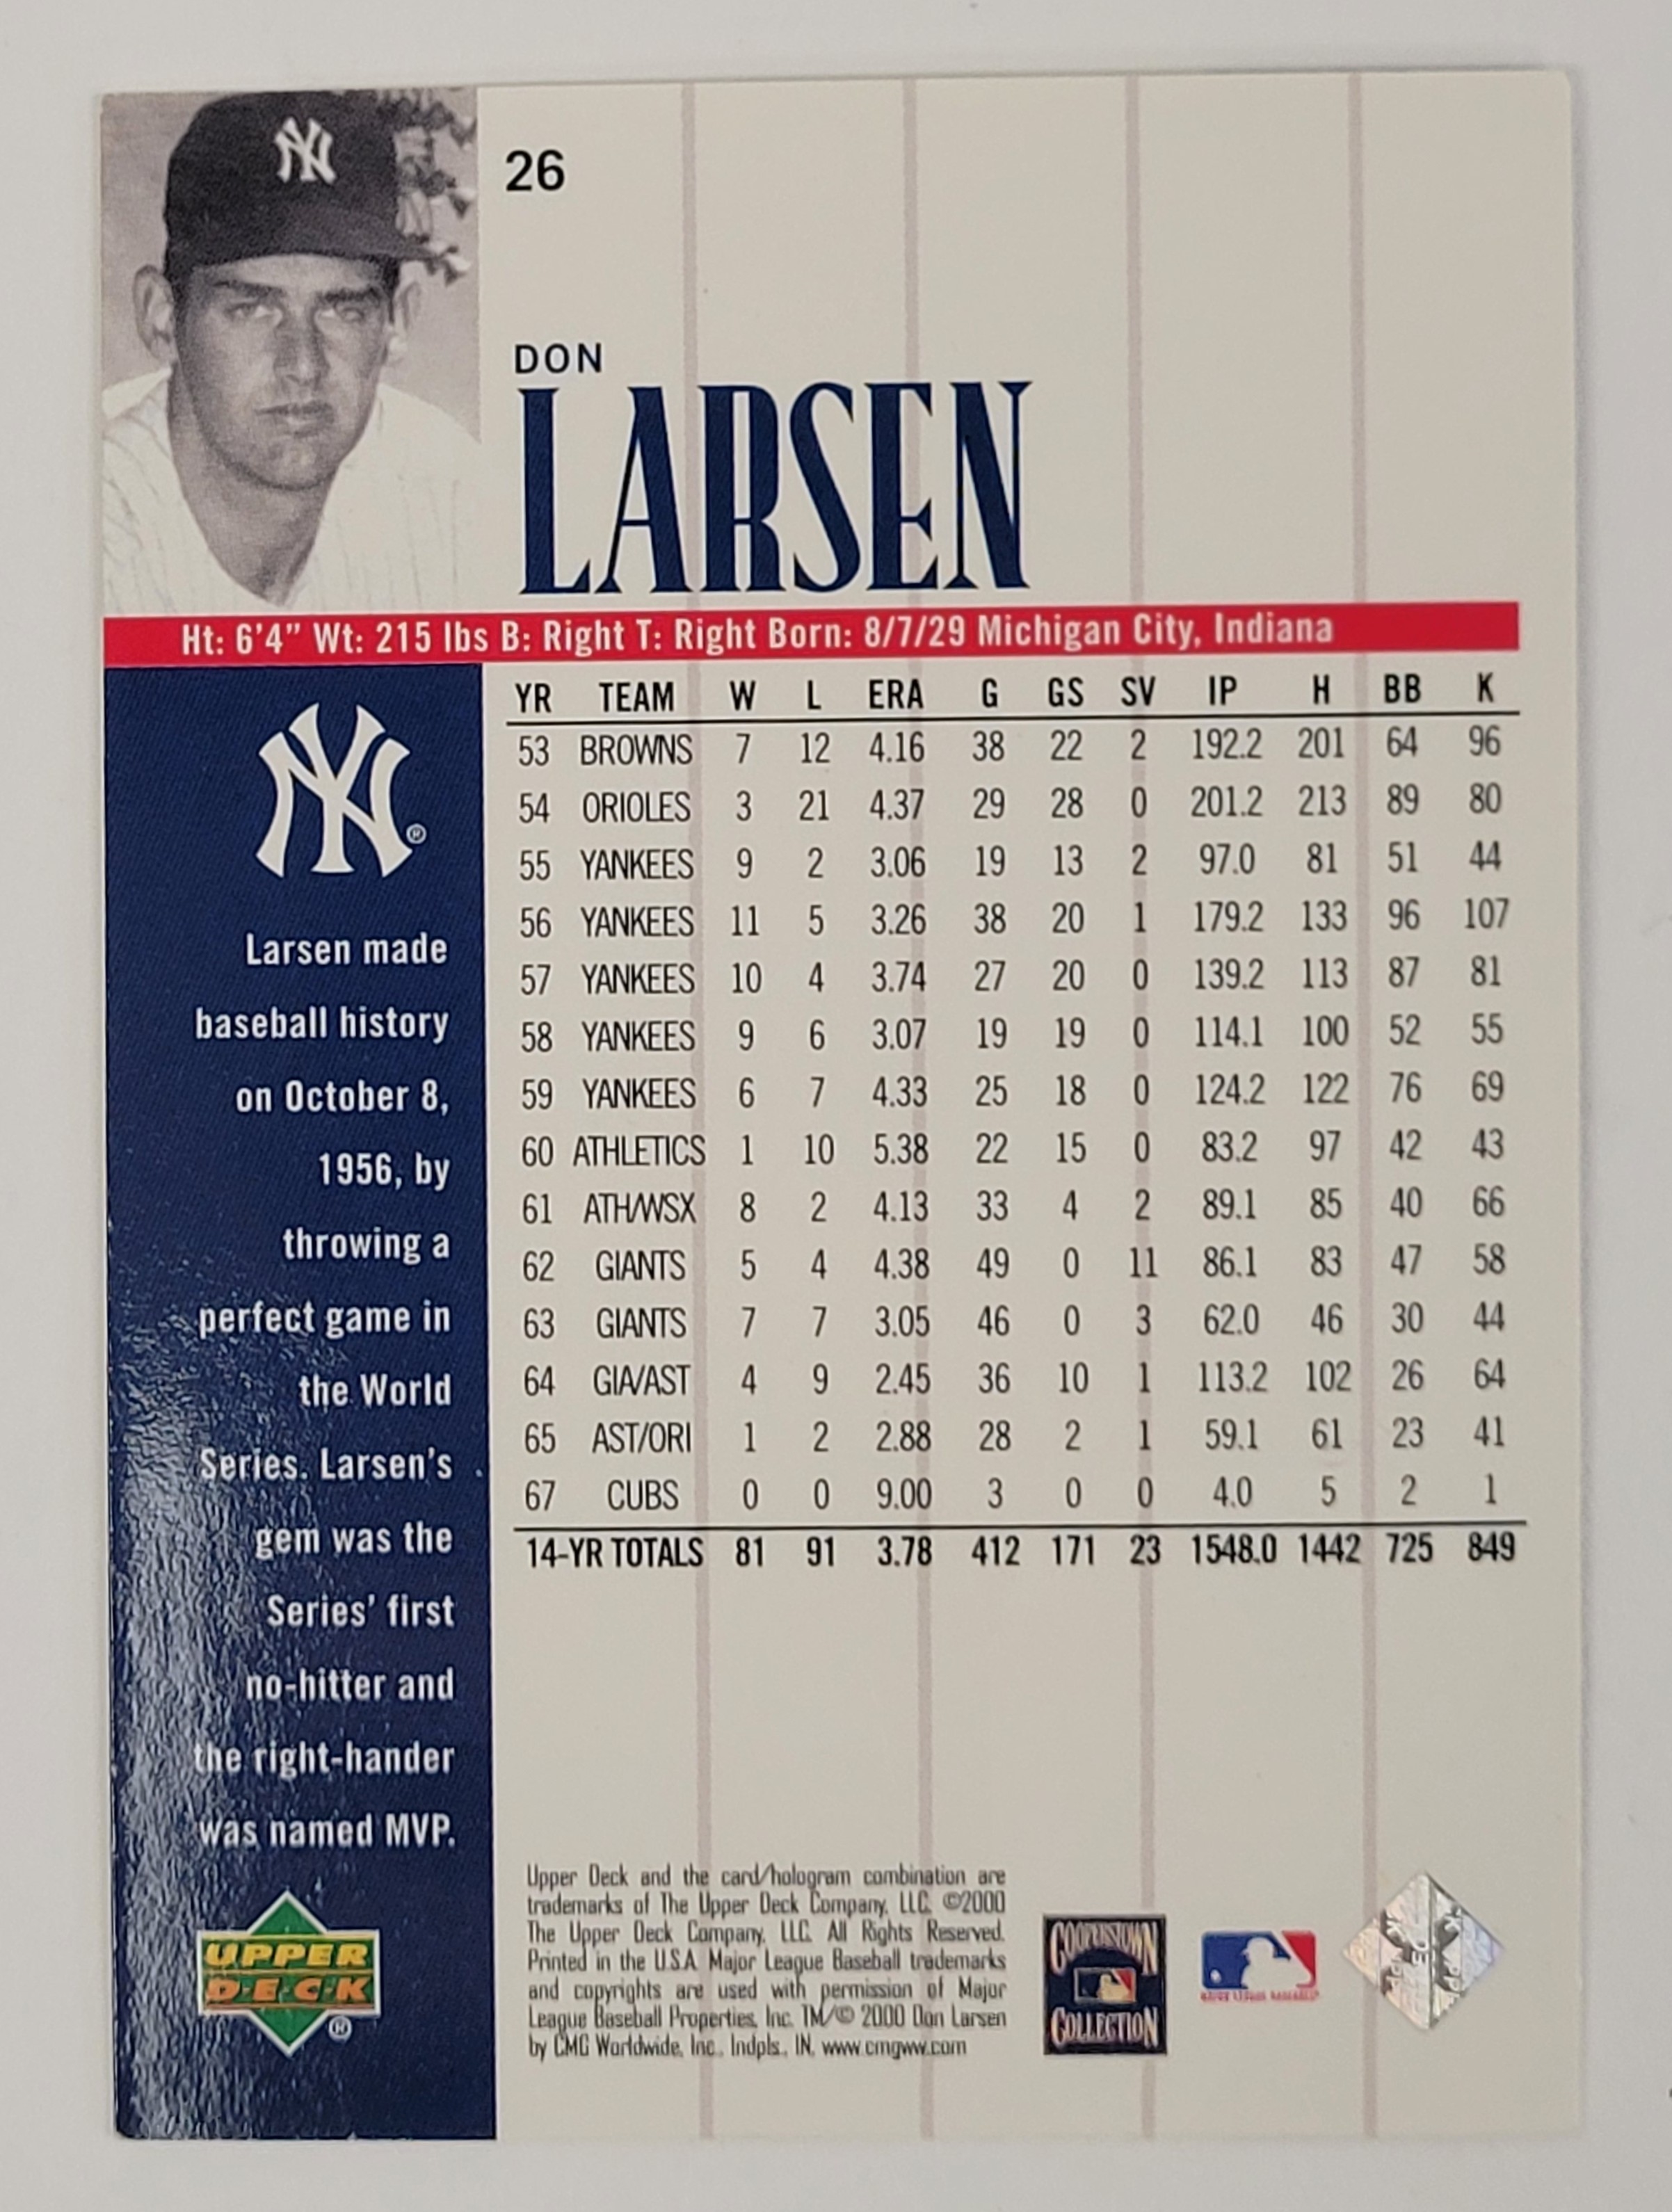 NY
26
DON
LARSEN
Ht: 6'4" Wt: 215 lbs B: Right T: Right Born: 8/7/29 Michigan City, Indiana
YR TEAM W L ERA G GS SV IP H BB K
53 BROWNS 7 12 4.16 38 22 2 192.2 201 64 96
54 ORIOLES 3 21 4.37 29 28 0 201.2 213 89 80
55 YANKEES 9 2 3.06 19 13 2 97.0 81 51 44
56 YANKEES 11 5 3.26 38 20 1 179.2 133 96 107
57 YANKEES 10 4 3.74 27 20 0 139.2 113 87 81
58 YANKEES 9 6 3.07 19 19 0 114.1 100 52 55
59 YANKEES 6 7 4.33 25 18 0 124.2 122 76 69
60 ATHLETICS 1 10 5.38 22 15 0 83.2 97 42 43
61 ATH/WSX 8 2 4.13 33 4 2 89.1 85 40 66
62 GIANTS 5 4 4.38 49 0 11 86.1 83 47 58
63 GIANTS 7 7 3.05 46 0 3 62.0 46 30 44
64 GIA/AST 4 9 2.45 36 10 1 113.2 102 26 64
65 AST/ORI 1 2 2.88 28 2 1 59.1 61 23 41
67 CUBS 0 0 9.00 3 0 0 4.0 5 2 1
14-YR TOTALS 81 91 3.78 412 171 23 1548.0 1442 725 849
NY ®
Larsen made
baseball history
on October 8,
1956, by
throwing a
perfect game in
the World
Series. Larsen's
gem was the
Series' first
no-hitter and
the right-hander
was named MVP.
UPPER
D·E·C·K
®
Upper Deck and the card/hologram combination are
trademarks of The Upper Deck Company, LLC. ©2000
The Upper Deck Company, LLC. All Rights Reserved.
Printed in the U.S.A. Major League Baseball trademarks
and copyrights are used with permission of Major
League Baseball Properties, Inc. TM/© 2000 Don Larsen
by CMG Worldwide, Inc., Indpls., IN, www.cmgww.com
COOPERSTOWN
COLLECTION
MAJOR LEAGUE BASEBALL